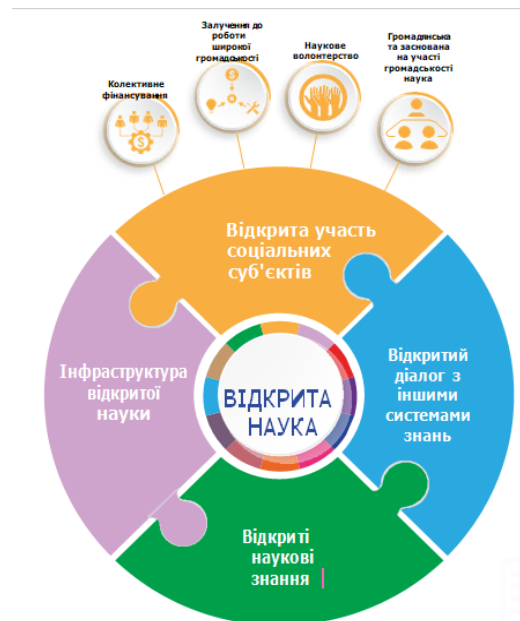 Колективне
фінансування
Залучення до
роботи
широкої
громадськості
Наукове
волонтерство
Громадянська
та заснована
на участі
громадськості
наука
Відкрита участь
соціальних
суб'єктів
Інфраструктура
відкритої
науки
ВІДКРИТА
НАУКА
Відкритий
діалог з
іншими
системами
знань
Відкриті
наукові
знання